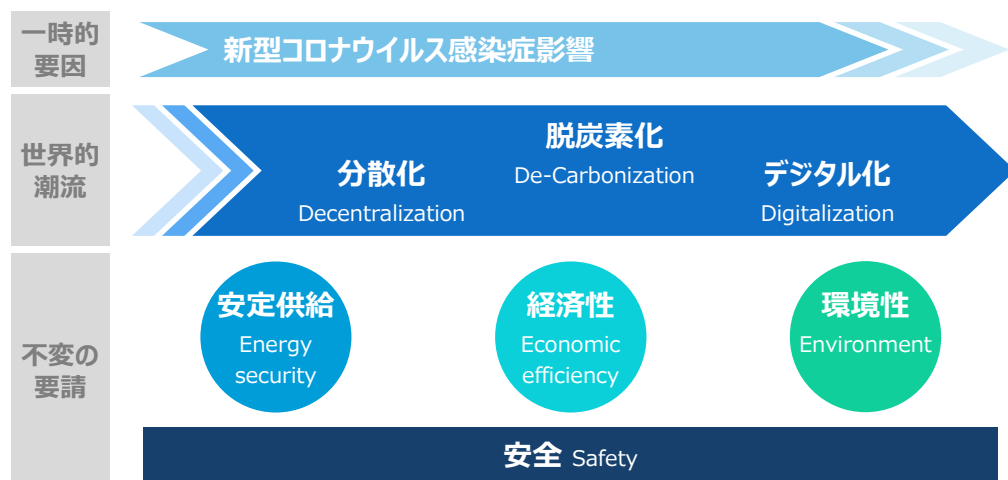 一時的
要因
新型コロナウイルス感染症影響
世界的
潮流
分散化
Decentralization
脱炭素化
De-Carbonization
デジタル化
Digitalization
不変の
要請
安定供給
Energy
security
経済性
Economic
efficiency
環境性
Environment
安全 Safety